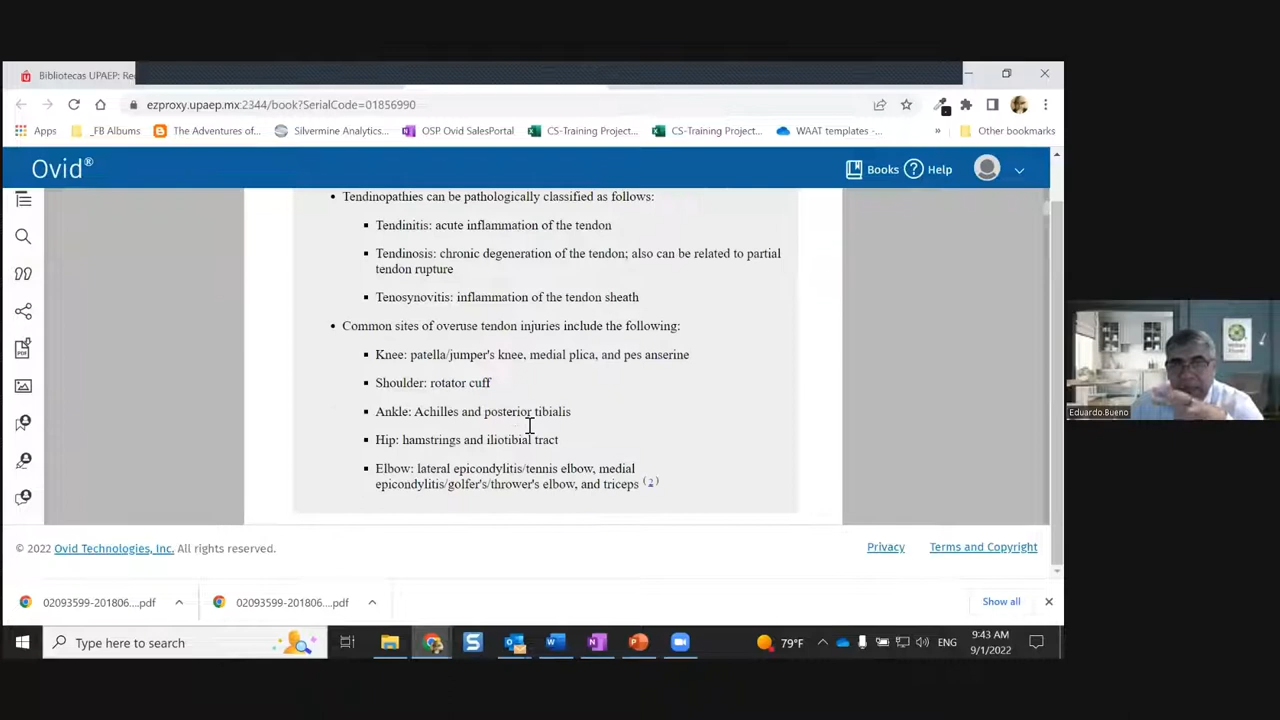 Bibliotecas UPAEP: Re
ezproxy.upaep.mx:2344/book?SerialCode=01856990
Apps
_FB Albums
The Adventures of...
Silvermine Analytics...
OSP Ovid SalesPortal
CS-Training Project...
CS-Training Project...
WAAT templates -...
»
Other bookmarks
Ovid®
Books
Help
• Tendinopathies can be pathologically classified as follows:
▪ Tendinitis: acute inflammation of the tendon
▪ Tendinosis: chronic degeneration of the tendon; also can be related to partial
tendon rupture
▪ Tenosynovitis: inflammation of the tendon sheath
• Common sites of overuse tendon injuries include the following:
▪ Knee: patella/jumper's knee, medial plica, and pes anserine
▪ Shoulder: rotator cuff
▪ Ankle: Achilles and posterior tibialis
▪ Hip: hamstrings and iliotibial tract
▪ Elbow: lateral epicondylitis/tennis elbow, medial
epicondylitis/golfer's/thrower's elbow, and triceps (2)
Eduardo.Bueno
© 2022 Ovid Technologies, Inc. All rights reserved.
Privacy
Terms and Copyright
02093599-201806....pdf
02093599-201806....pdf
Show all
Type here to search
79°F
ENG
9:43 AM
9/1/2022